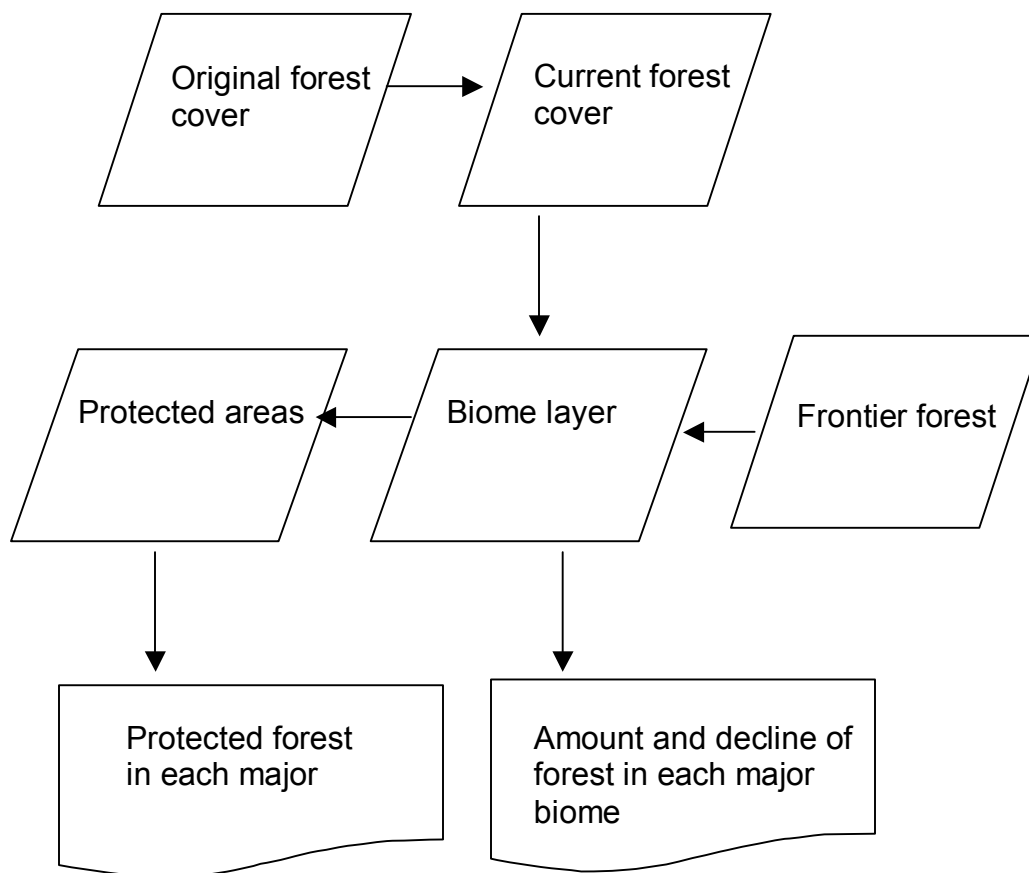 Original forest
cover
Current forest
cover
Protected areas
Biome layer
Frontier forest
Protected forest
in each major
Amount and decline of
forest in each major
biome